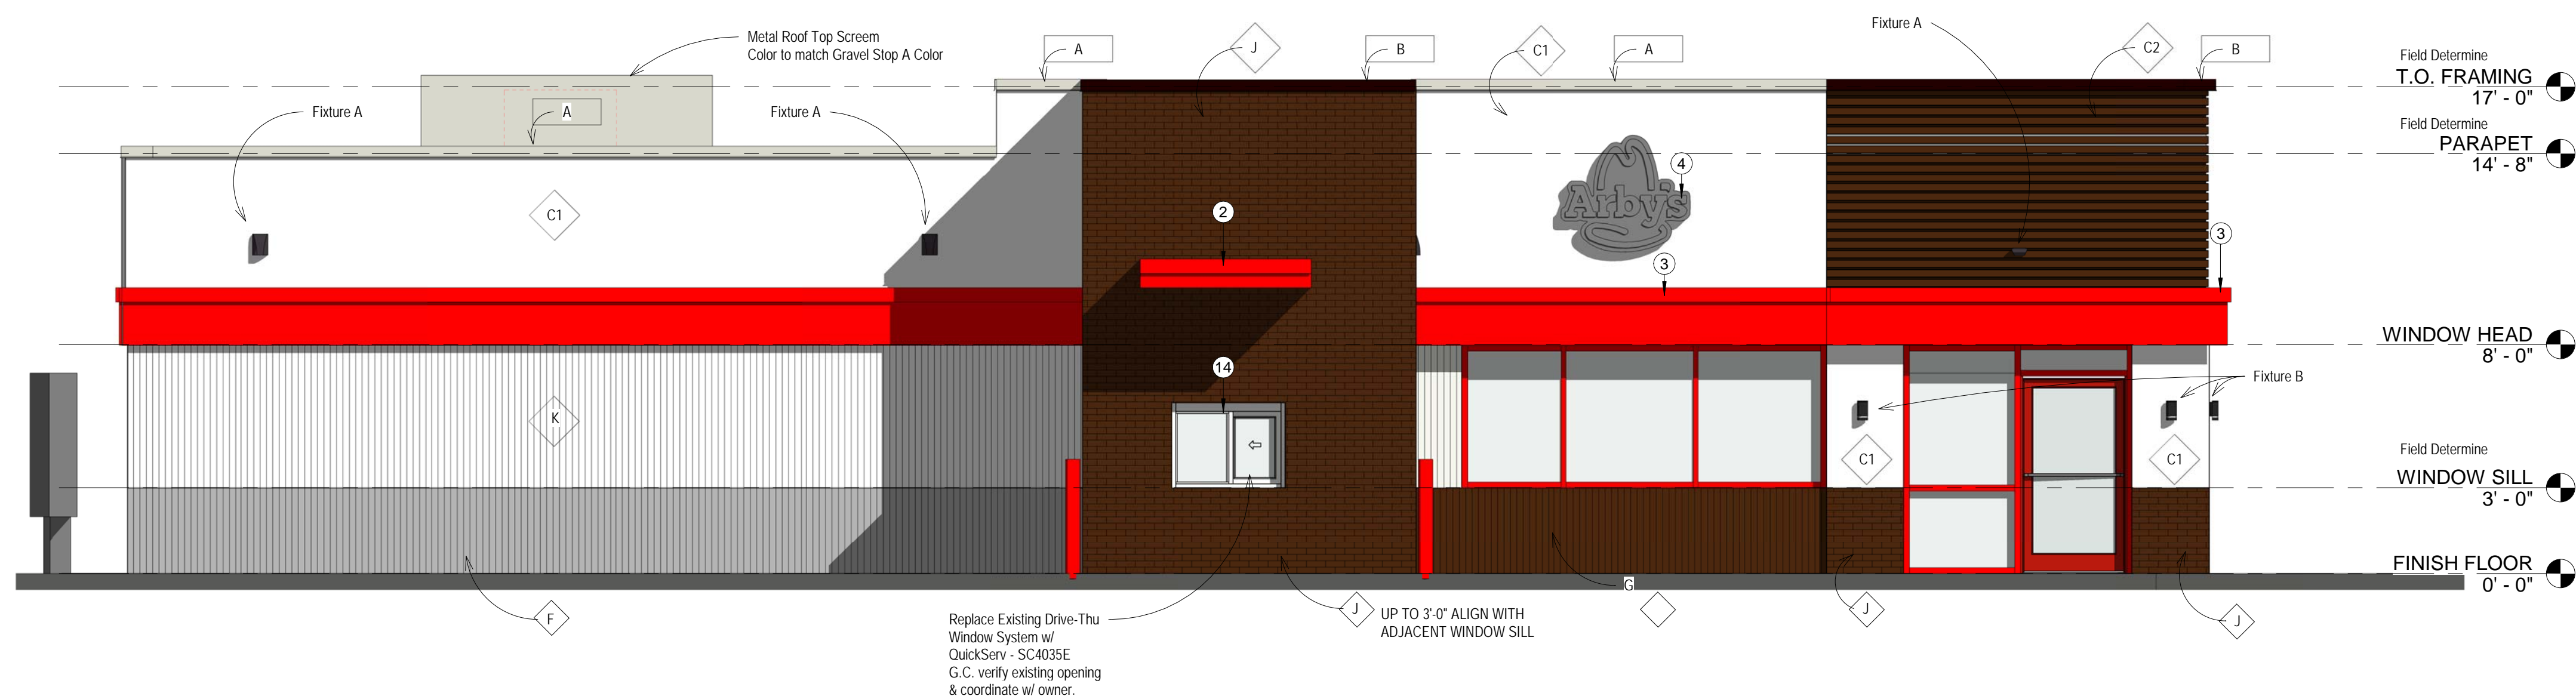 Metal Roof Top Screem
Color to match Gravel Stop A Color
A
J
B
C1
A
Fixture A
C2
B
Field Determine
T.O. FRAMING
17' - 0"
Fixture A
A
Fixture A
Field Determine
PARAPET
14' - 8"
4
Arby's
C1
2
3
3
WINDOW HEAD
8' - 0"
14
Fixture B
K
C1
C1
Field Determine
WINDOW SILL
3' - 0"
FINISH FLOOR
0' - 0"
G
F
J
UP TO 3'-0" ALIGN WITH
ADJACENT WINDOW SILL
J
J
Replace Existing Drive-Thu
Window System w/
QuickServ - SC4035E
G.C. verify existing opening
& coordinate w/ owner.